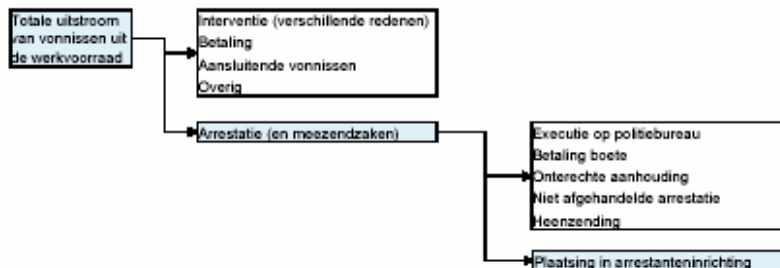 Totale uitstroom
van vonnissen uit
de werkvoorraad
Interventie (verschillende redenen)
Betaling
Aansluitende vonnissen
Overig
Arrestatie (en meezendzaken)
Executie op politiebureau
Betaling boete
Onterechte aanhouding
Niet afgehandelde arrestatie
Heenzending
Plaatsing in arrestanteninrichting